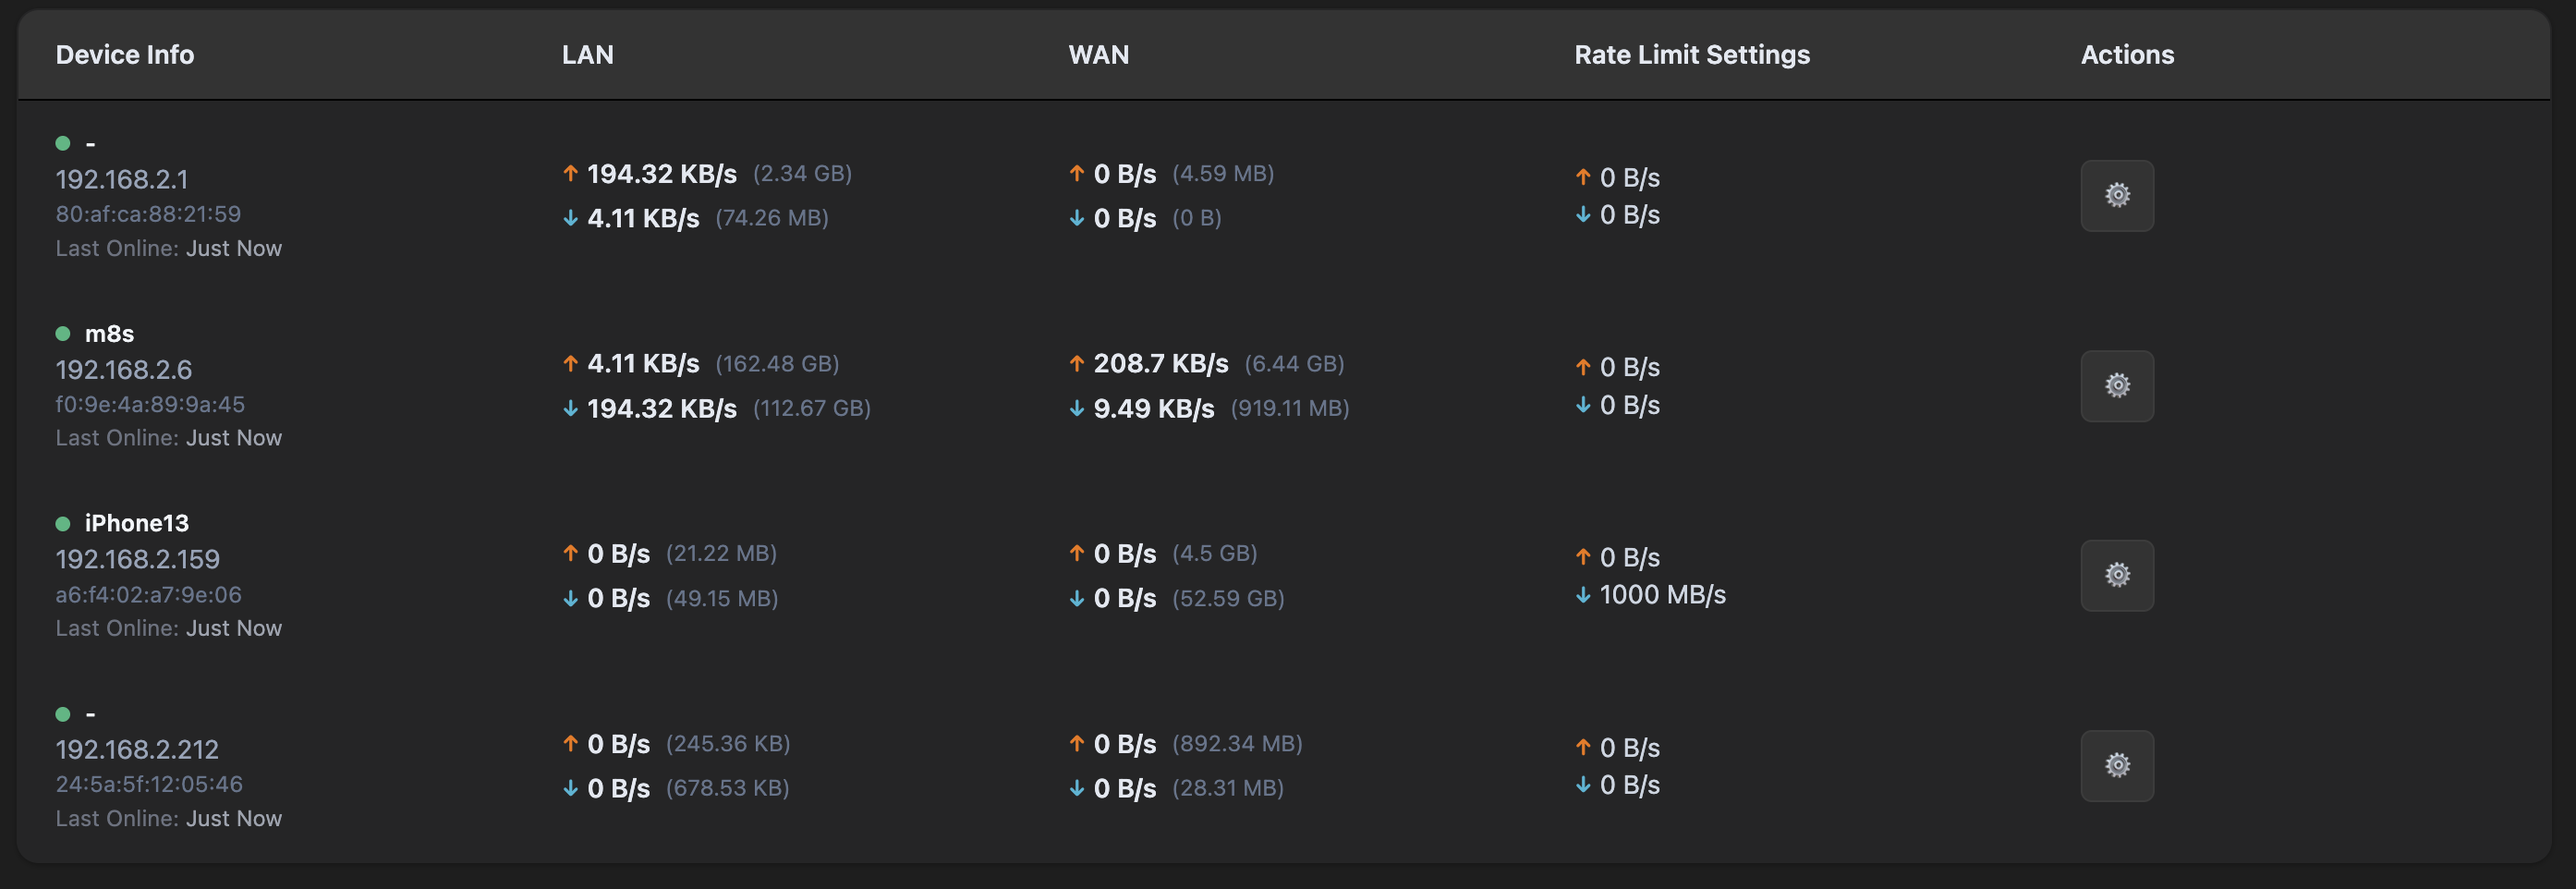 Device Info LAN WAN Rate Limit Settings Actions
-
192.168.2.1
80:af:ca:88:21:59
Last Online: Just Now
↑ 194.32 KB/s (2.34 GB)
↓ 4.11 KB/s (74.26 MB)
↑ 0 B/s (4.59 MB)
↓ 0 B/s (0 B)
↑ 0 B/s
↓ 0 B/s
m8s
192.168.2.6
f0:9e:4a:89:9a:45
Last Online: Just Now
↑ 4.11 KB/s (162.48 GB)
↓ 194.32 KB/s (112.67 GB)
↑ 208.7 KB/s (6.44 GB)
↓ 9.49 KB/s (919.11 MB)
↑ 0 B/s
↓ 0 B/s
iPhone13
192.168.2.159
a6:f4:02:a7:9e:06
Last Online: Just Now
↑ 0 B/s (21.22 MB)
↓ 0 B/s (49.15 MB)
↑ 0 B/s (4.5 GB)
↓ 0 B/s (52.59 GB)
↑ 0 B/s
↓ 1000 MB/s
-
192.168.2.212
24:5a:5f:12:05:46
Last Online: Just Now
↑ 0 B/s (245.36 KB)
↓ 0 B/s (678.53 KB)
↑ 0 B/s (892.34 MB)
↓ 0 B/s (28.31 MB)
↑ 0 B/s
↓ 0 B/s